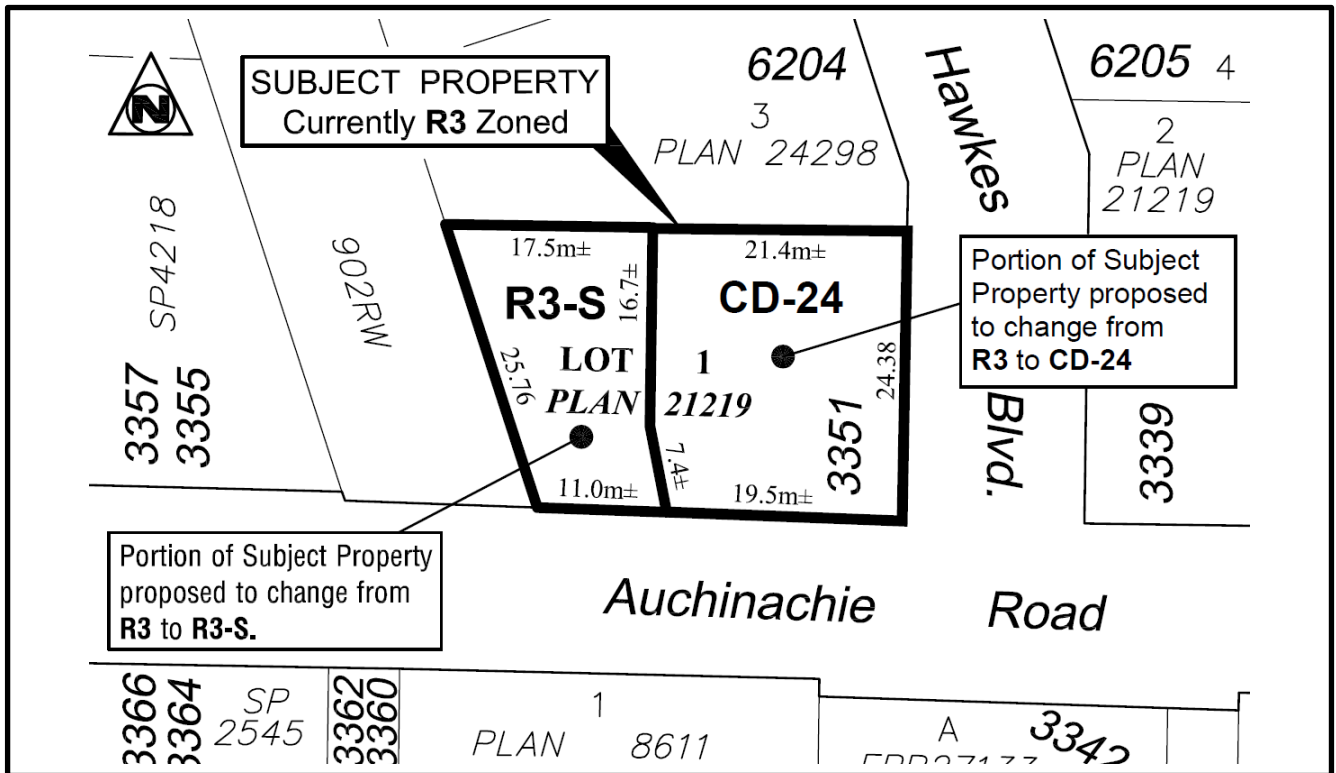 N
SUBJECT PROPERTY
Currently R3 Zoned
6204
3
PLAN 24298
Hawkes
Blvd.
6205 4
2
PLAN
21219
SP4218
3357
3355
902RW
17.5m±
16.7±
R3-S
25.76
LOT 1
PLAN 21219
11.0m±
7.4±
21.4m±
CD-24
24.38
3351
19.5m±
Portion of Subject
Property proposed
to change from
R3 to CD-24
3339
Portion of Subject Property
proposed to change from
R3 to R3-S.
Auchinachie Road
3366
3364
SP
2545
3362
3360
1
PLAN 8611
A
3342